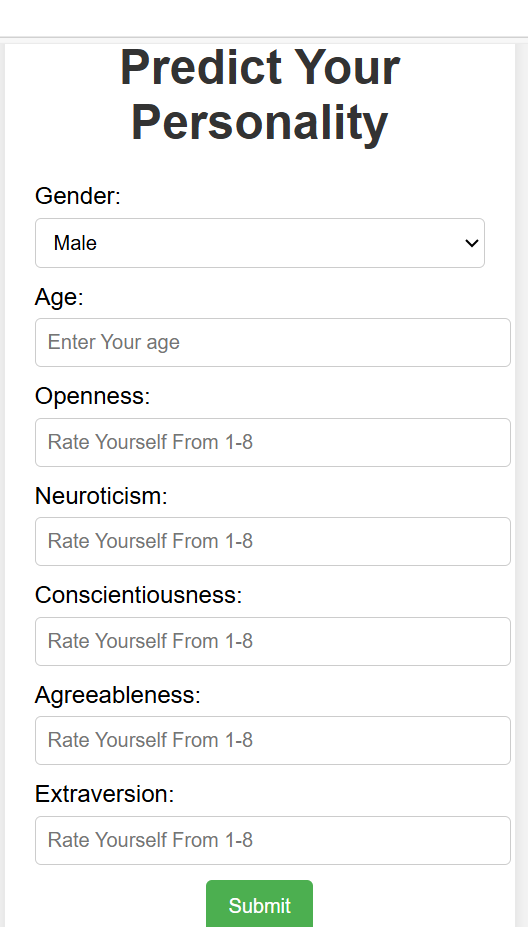 Predict Your
Personality
Gender:
Male
Age:
Enter Your age
Openness:
Rate Yourself From 1-8
Neuroticism:
Rate Yourself From 1-8
Conscientiousness:
Rate Yourself From 1-8
Agreeableness:
Rate Yourself From 1-8
Extraversion:
Rate Yourself From 1-8
Submit